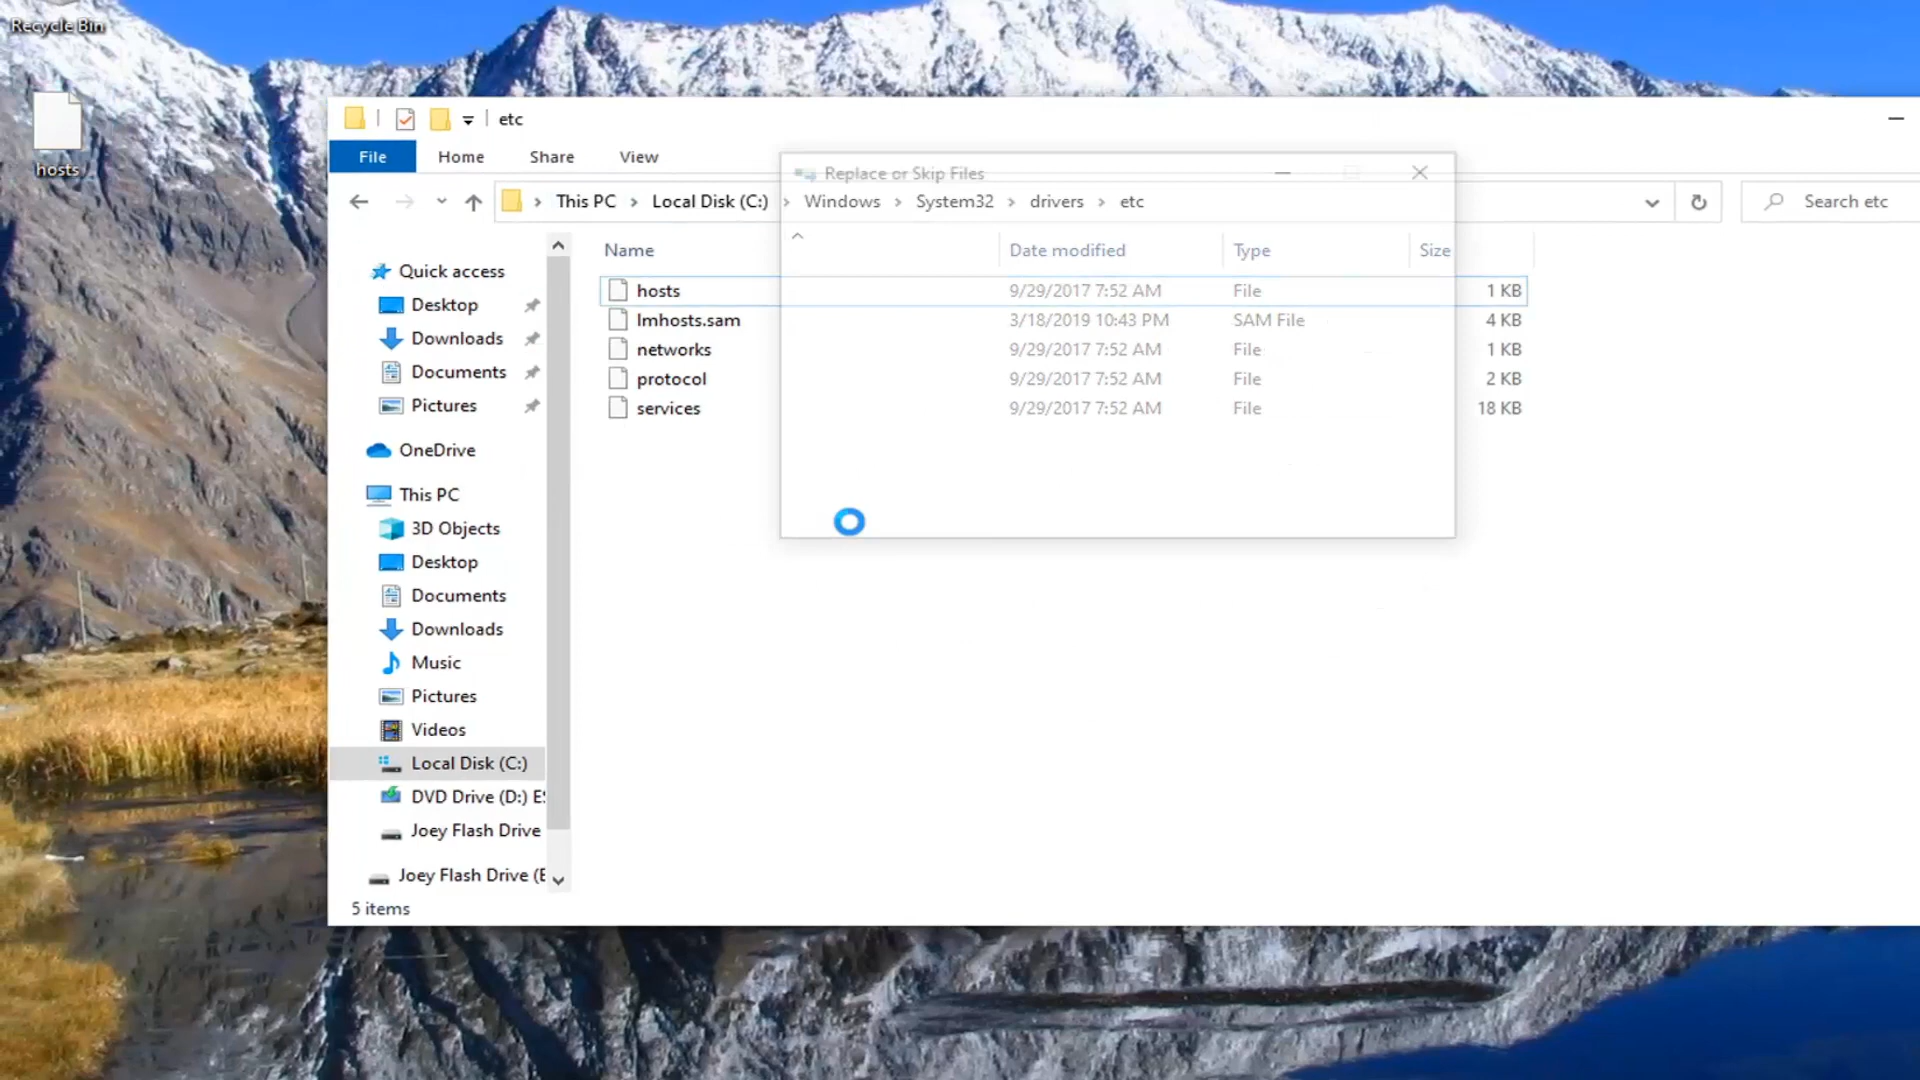 Recycle Bin
hosts
etc
File Home Share View
Replace or Skip Files
This PC Local Disk (C:) Windows System32 drivers etc
Search etc
Name Date modified Type Size
hosts 9/29/2017 7:52 AM File 1 KB
lmhosts.sam 3/18/2019 10:43 PM SAM File 4 KB
networks 9/29/2017 7:52 AM File 1 KB
protocol 9/29/2017 7:52 AM File 2 KB
services 9/29/2017 7:52 AM File 18 KB
Quick access
Desktop
Downloads
Documents
Pictures
OneDrive
This PC
3D Objects
Desktop
Documents
Downloads
Music
Pictures
Videos
Local Disk (C:)
DVD Drive (D:) ES
Joey Flash Drive
Joey Flash Drive (E
5 items